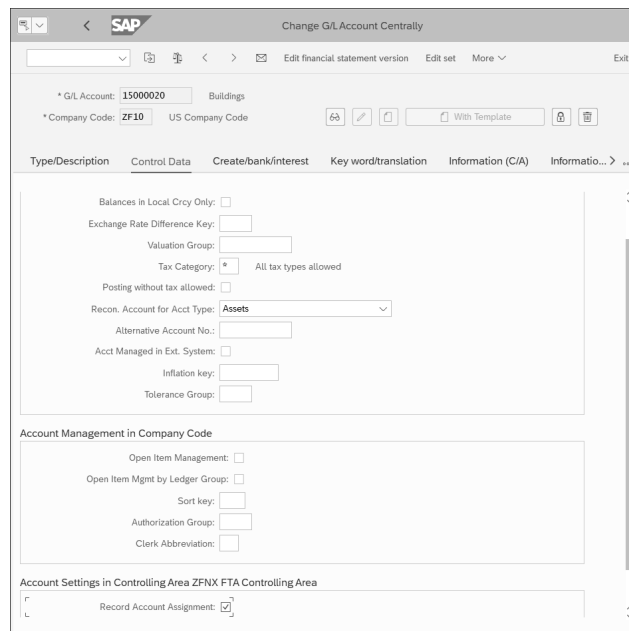 SAP
Change G/L Account Centrally
Edit financial statement version Edit set More Exit
* G/L Account: 15000020 Buildings
* Company Code: ZF10 US Company Code With Template
Type/Description Control Data Create/bank/interest Key word/translation Information (C/A) Informatio...
Balances in Local Crcy Only:
Exchange Rate Difference Key:
Valuation Group:
Tax Category: * All tax types allowed
Posting without tax allowed:
Recon. Account for Acct Type: Assets
Alternative Account No.:
Acct Managed in Ext. System:
Inflation key:
Tolerance Group:
Account Management in Company Code
Open Item Management:
Open Item Mgmt by Ledger Group:
Sort key:
Authorization Group:
Clerk Abbreviation:
Account Settings in Controlling Area ZFNX FTA Controlling Area
Record Account Assignment: